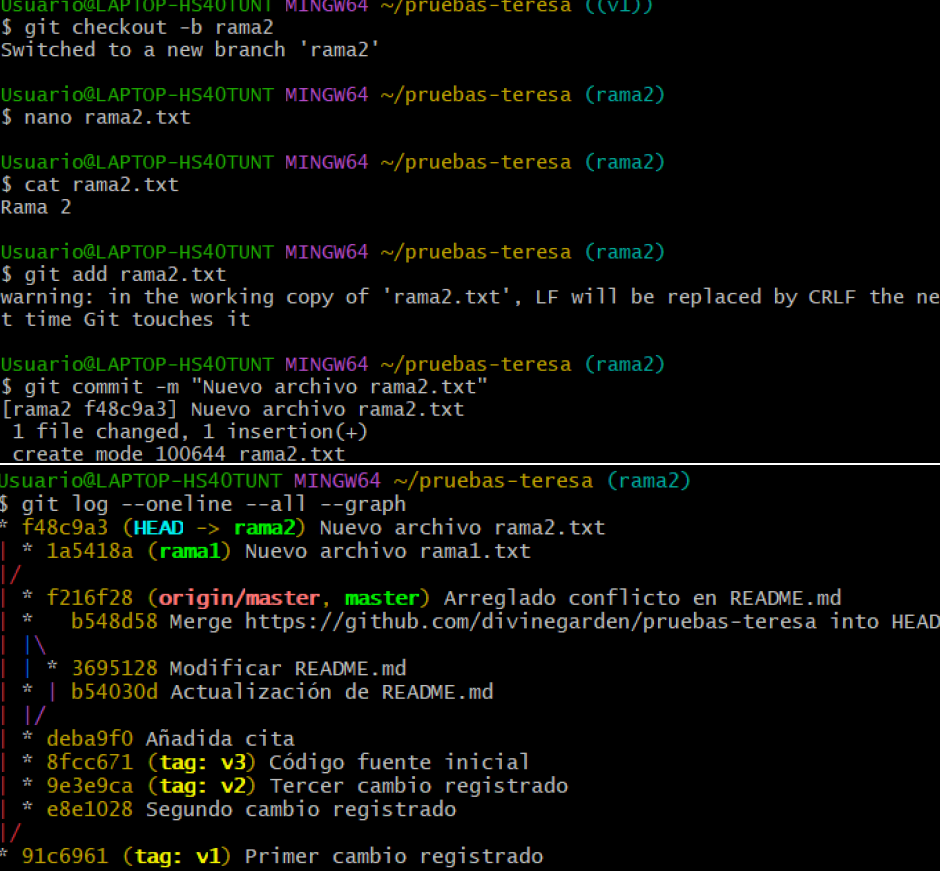 Usuario@LAPTOP-HS40TUNT MINGW64 ~/pruebas-teresa ((v1))
$ git checkout -b rama2
Switched to a new branch 'rama2'
Usuario@LAPTOP-HS40TUNT MINGW64 ~/pruebas-teresa (rama2)
$ nano rama2.txt
Usuario@LAPTOP-HS40TUNT MINGW64 ~/pruebas-teresa (rama2)
$ cat rama2.txt
Rama 2
Usuario@LAPTOP-HS40TUNT MINGW64 ~/pruebas-teresa (rama2)
$ git add rama2.txt
warning: in the working copy of 'rama2.txt', LF will be replaced by CRLF the ne
t time Git touches it
Usuario@LAPTOP-HS40TUNT MINGW64 ~/pruebas-teresa (rama2)
$ git commit -m "Nuevo archivo rama2.txt"
[rama2 f48c9a3] Nuevo archivo rama2.txt
 1 file changed, 1 insertion(+)
 create mode 100644 rama2.txt
Usuario@LAPTOP-HS40TUNT MINGW64 ~/pruebas-teresa (rama2)
$ git log --oneline --all --graph
* f48c9a3 (HEAD -> rama2) Nuevo archivo rama2.txt
| * 1a5418a (rama1) Nuevo archivo rama1.txt
|/
| * f216f28 (origin/master, master) Arreglado conflicto en README.md
| *   b548d58 Merge https://github.com/divinegarden/pruebas-teresa into HEAD
| |\
| | * 3695128 Modificar README.md
| * | b54030d Actualización de README.md
| |/
| * deba9f0 Añadida cita
| * 8fcc671 (tag: v3) Código fuente inicial
| * 9e3e9ca (tag: v2) Tercer cambio registrado
| * e8e1028 Segundo cambio registrado
|/
* 91c6961 (tag: v1) Primer cambio registrado